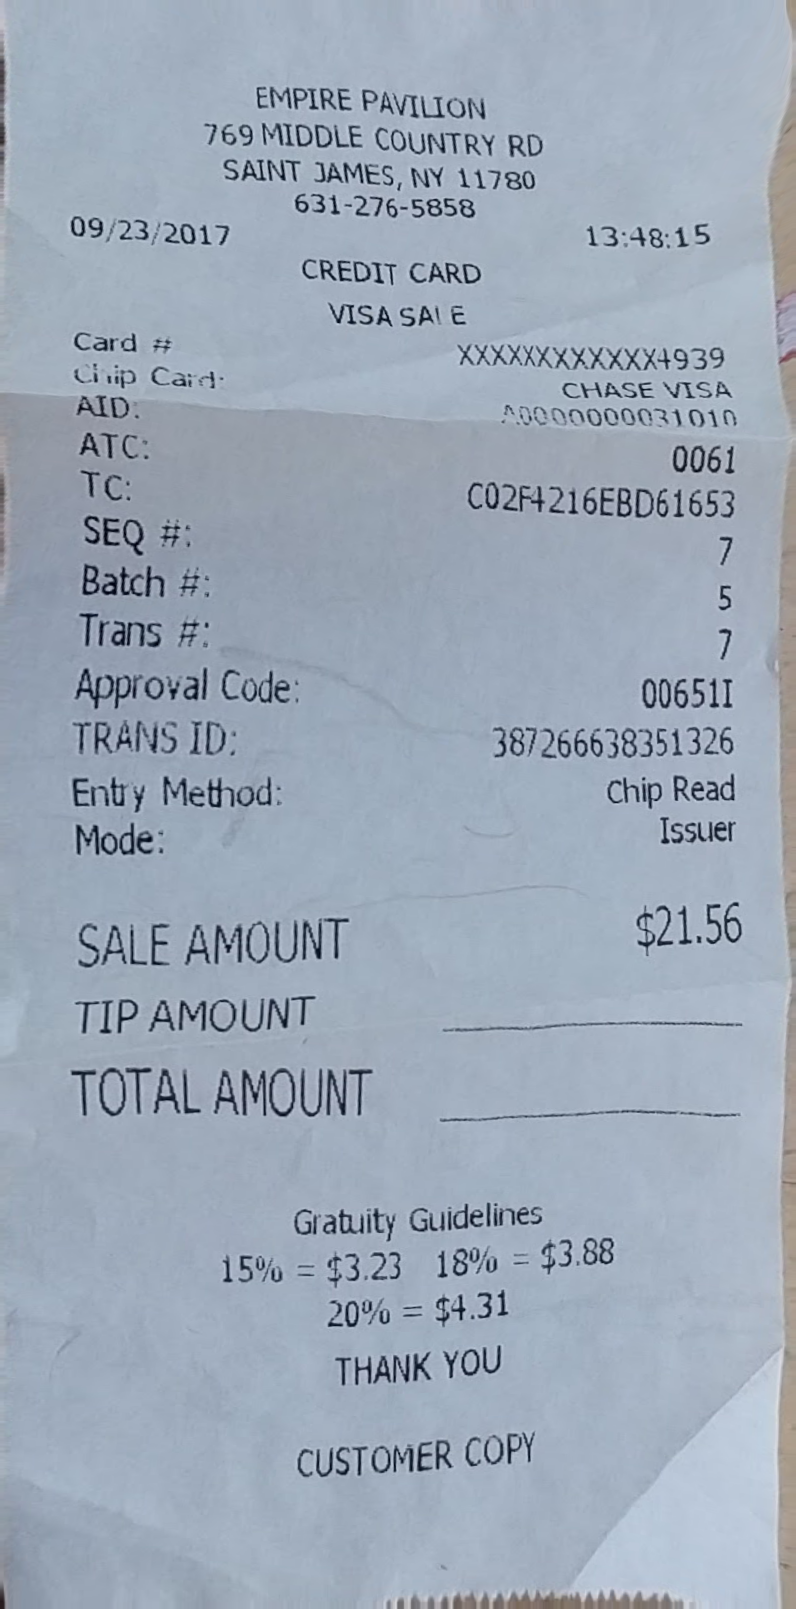 EMPIRE PAVILION
769 MIDDLE COUNTRY RD
SAINT JAMES, NY 11780
631-276-5858
09/23/2017 13:48:15
CREDIT CARD
VISA SALE
Card # XXXXXXXXXXXX4939
Chip Card: CHASE VISA
AID: A0000000031010
ATC: 0061
TC: C02F4216EBD61653
SEQ #: 7
Batch #: 5
Trans #: 7
Approval Code: 00651I
TRANS ID: 387266638351326
Entry Method: Chip Read
Mode: Issuer
SALE AMOUNT $21.56
TIP AMOUNT
TOTAL AMOUNT
Gratuity Guidelines
15% = $3.23 18% = $3.88
20% = $4.31
THANK YOU
CUSTOMER COPY